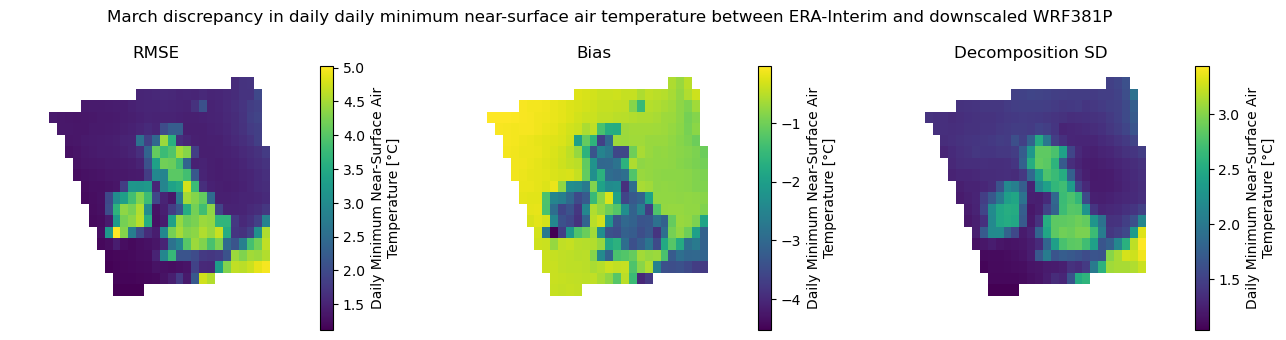 March discrepancy in daily daily minimum near-surface air temperature between ERA-Interim and downscaled WRF381P
RMSE
5.0
4.5
4.0
3.5
3.0
2.5
2.0
1.5
Daily Minimum Near-Surface Air
Temperature [°C]
Bias
−1
−2
−3
−4
Daily Minimum Near-Surface Air
Temperature [°C]
Decomposition SD
3.0
2.5
2.0
1.5
Daily Minimum Near-Surface Air
Temperature [°C]